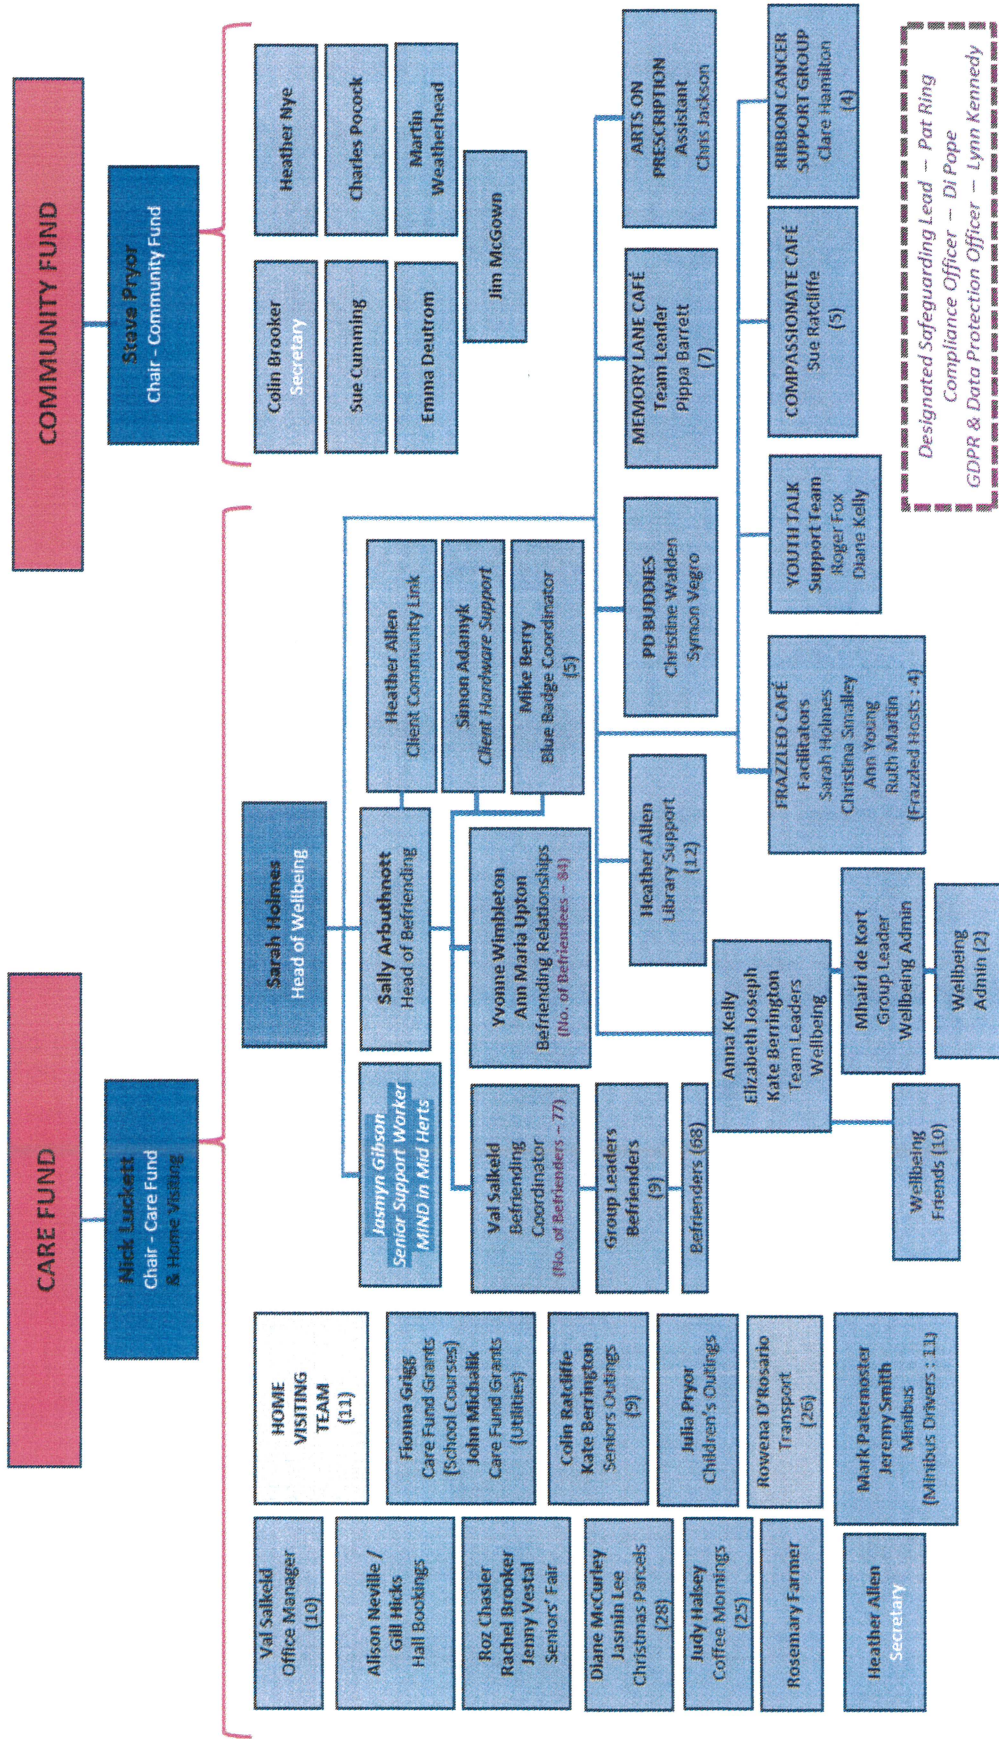 CARE FUND
Nick Luckett
Chair - Care Fund
& Home Visiting
Val Salkeld
Office Manager
(10)
Alison Neville /
Gill Hicks
Hall Bookings
Roz Chasler
Rachel Brooker
Jenny Vestal
Seniors' Fair
Diane McCurley
Jasmin Lee
Christmas Parcels
(28)
Judy Halsey
Coffee Mornings
(25)
Rosemary Farmer
Heather Allen
Secretary
HOME
VISITING
TEAM
(11)
Fionna Grigg
Care Fund Grants
(School Courses)
John Michalik
Care Fund Grants
(Utilities)
Colin Ratcliffe
Kate Berrington
Seniors Outings
(9)
Julia Pryor
Children's Outings
Rowena D'Rosario
Transport
(26)
Mark Paternoster
Jeremy Smith
Minibus
(Minibus Drivers : 11)
Sarah Holmes
Head of Wellbeing
Jasmyn Gibson
Senior Support Worker
MIND in Mid Herts
Sally Arbuthnott
Head of Befriending
Heather Allen
Client Community Link
Simon Adamyk
Client Hardware Support
Mike Berry
Blue Badge Coordinator
(5)
Val Salkeld
Befriending
Coordinator
(No. of Befrienders – 77)
Yvonne Wimbleton
Ann Maria Upton
Befriending Relationships
(No. of Befriendees – 84)
Group Leaders
Befrienders
(9)
Befrienders (68)
Anna Kelly
Elizabeth Joseph
Kate Berrington
Team Leaders
Wellbeing
Wellbeing
Friends (10)
Mhairi de Kort
Group Leader
Wellbeing Admin
Wellbeing
Admin (2)
Heather Allen
Library Support
(12)
PD BUDDIES
Christine Walden
Symon Vegro
MEMORY LANE CAFÉ
Team Leader
Pippa Barrett
(7)
ARTS ON
PRESCRIPTION
Assistant
Chris Jackson
FRAZZLED CAFÉ
Facilitators
Sarah Holmes
Christina Smalley
Ann Young
Ruth Martin
(Frazzled Hosts : 4)
YOUTH TALK
Support Team
Roger Fox
Diane Kelly
COMPASSIONATE CAFÉ
Sue Ratcliffe
(5)
RIBBON CANCER
SUPPORT GROUP
Clare Hamilton
(4)
COMMUNITY FUND
Steve Pryor
Chair - Community Fund
Colin Brooker
Secretary
Heather Nye
Sue Cumming
Charles Pocock
Emma Deutrom
Martin
Weatherhead
Jim McGown
Designated Safeguarding Lead – Pat Ring
Compliance Officer – Di Pope
GDPR & Data Protection Officer – Lynn Kennedy